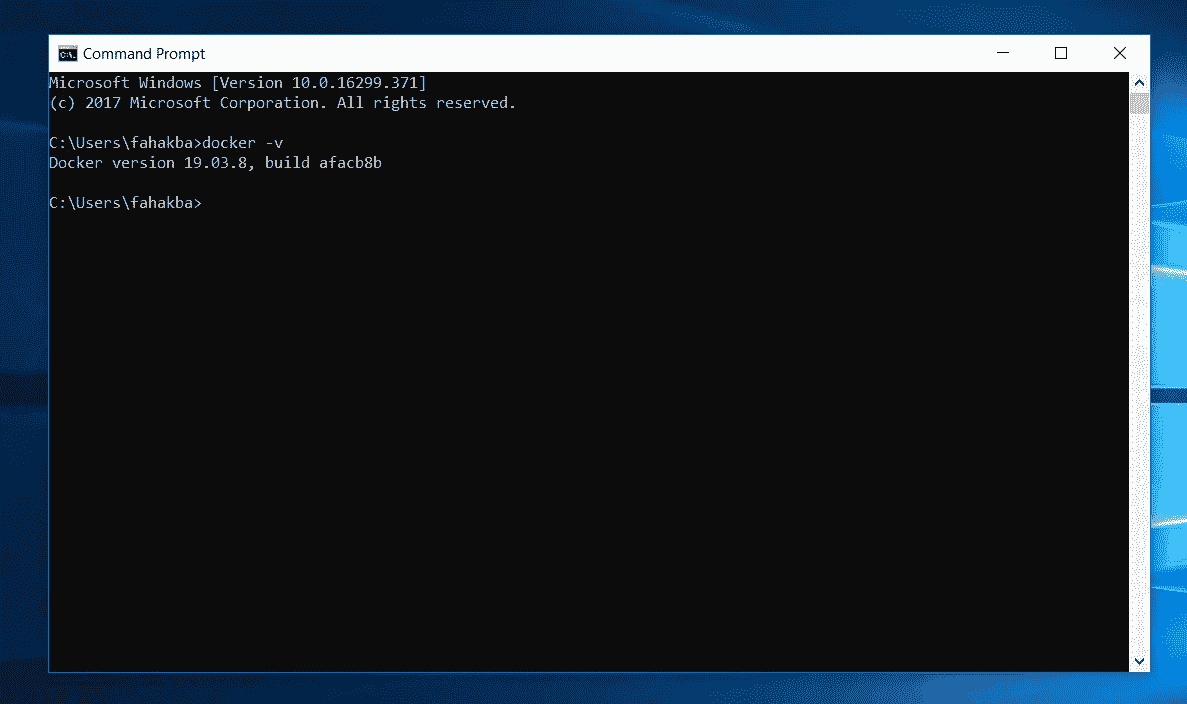 Command Prompt
Microsoft Windows [Version 10.0.16299.371]
(c) 2017 Microsoft Corporation. All rights reserved.
C:\Users\fahakba>docker -v
Docker version 19.03.8, build afacb8b
C:\Users\fahakba>